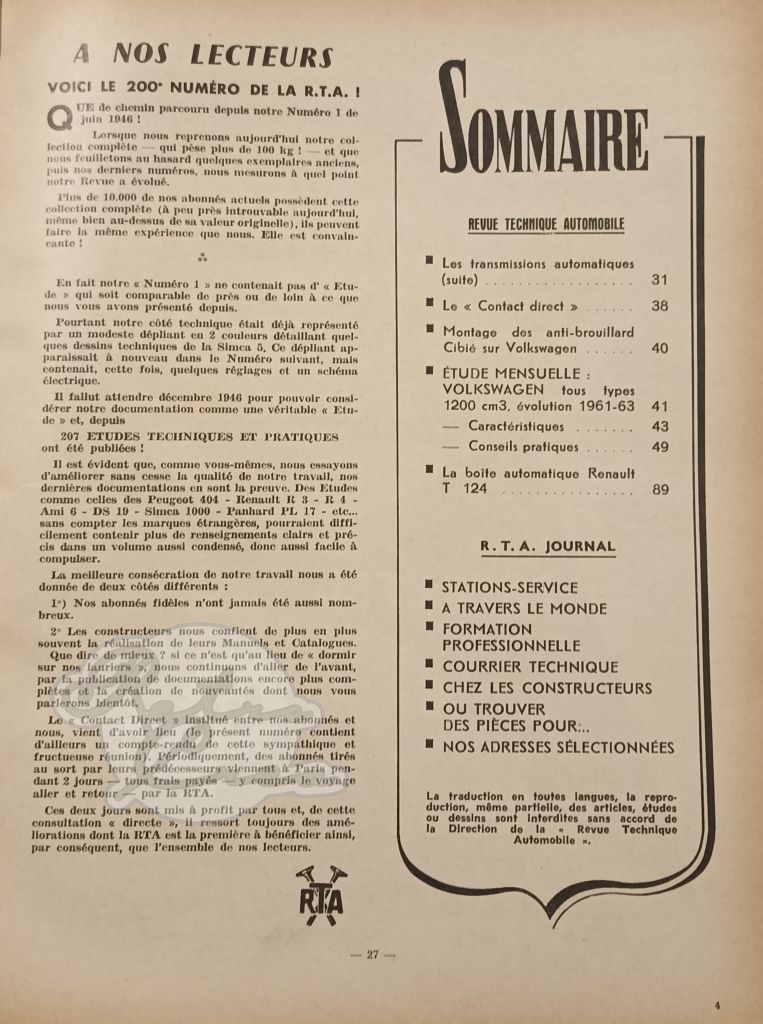 A NOS LECTEURS
VOICI LE 200e NUMÉRO DE LA R.T.A. !
QUE de chemin parcouru depuis notre Numéro 1 de
juin 1946 !
Lorsque nous reprenons aujourd'hui notre col-
lection complète — qui pèse plus de 100 kg ! — et que
nous feuilletons au hasard quelques exemplaires anciens,
puis nos derniers numéros, nous mesurons à quel point
notre Revue a évolué.
Plus de 10.000 de nos abonnés actuels possèdent cette
collection complète (à peu près introuvable aujourd'hui,
même bien au-dessus de sa valeur originelle), ils peuvent
faire la même expérience que nous. Elle est convain-
cante !
En fait notre « Numéro 1 » ne contenait pas d' « Etu-
de » qui soit comparable de près ou de loin à ce que
nous vous avons présenté depuis.
Pourtant notre côté technique était déjà représenté
par un modeste dépliant en 2 couleurs détaillant quel-
ques dessins techniques de la Simca 5. Ce dépliant ap-
paraissait à nouveau dans le Numéro suivant, mais
contenait, cette fois, quelques réglages et un schéma
électrique.
Il fallut attendre décembre 1946 pour pouvoir consi-
dérer notre documentation comme une véritable « Etu-
de » et, depuis
207 ETUDES TECHNIQUES ET PRATIQUES
ont été publiées !
Il est évident que, comme vous-mêmes, nous essayons
d'améliorer sans cesse la qualité de notre travail, nos
dernières documentations en sont la preuve. Des Etudes
comme celles des Peugeot 404 - Renault R 3 - R 4 -
Ami 6 - DS 19 - Simca 1000 - Panhard PL 17 - etc...
sans compter les marques étrangères, pourraient diffi-
cilement contenir plus de renseignements clairs et pré-
cis dans un volume aussi condensé, donc aussi facile à
compulser.
La meilleure consécration de notre travail nous a été
donnée de deux côtés différents :
1°) Nos abonnés fidèles n'ont jamais été aussi nom-
breux.
2° Les constructeurs nous confient de plus en plus
souvent la réalisation de leurs Manuels et Catalogues.
Que dire de mieux ? si ce n'est qu'au lieu de « dormir
sur nos lauriers », nous continuons d'aller de l'avant,
par la publication de documentations encore plus com-
plètes et la création de nouveautés dont nous vous
parlerons bientôt.
Le « Contact Direct » institué entre nos abonnés et
nous, vient d'avoir lieu (le présent numéro contient
d'ailleurs un compte-rendu de cette sympathique et
fructueuse réunion). Périodiquement, des abonnés tirés
au sort par leurs prédécesseurs viennent à Paris pen-
dant 2 jours — tous frais payés — y compris le voyage
aller et retour — par la RTA.
Ces deux jours sont mis à profit par tous et, de cette
consultation « directe », il ressort toujours des amé-
liorations dont la RTA est la première à bénéficier ainsi,
par conséquent, que l'ensemble de nos lecteurs.
RTA
SOMMAIRE
REVUE TECHNIQUE AUTOMOBILE
■ Les transmissions automatiques
(suite) . . . . . . . . . . . . . . . . . 31
■ Le « Contact direct » . . . . . . 38
■ Montage des anti-brouillard
Cibié sur Volkswagen . . . . . . 40
■ ÉTUDE MENSUELLE :
VOLKSWAGEN tous types
1200 cm3, évolution 1961-63 41
— Caractéristiques . . . . . . . 43
— Conseils pratiques . . . . . . 49
■ La boîte automatique Renault
T 124 . . . . . . . . . . . . . . . 89
R.T.A. JOURNAL
■ STATIONS-SERVICE
■ A TRAVERS LE MONDE
■ FORMATION
PROFESSIONNELLE
■ COURRIER TECHNIQUE
■ CHEZ LES CONSTRUCTEURS
■ OU TROUVER
DES PIÈCES POUR...
■ NOS ADRESSES SÉLECTIONNÉES
La traduction en toutes langues, la repro-
duction, même partielle, des articles, études
ou dessins sont interdites sans accord de
la Direction de la « Revue Technique
Automobile ».
— 27 —
4